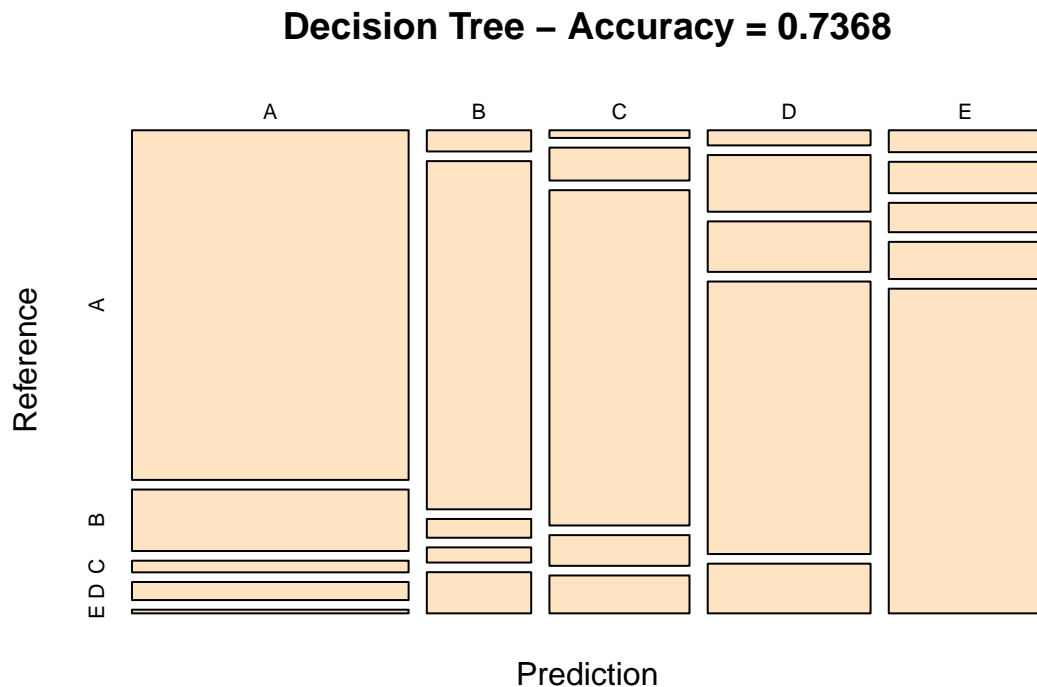 Decision Tree – Accuracy = 0.7368
A B C D E
Reference
A
B
C
D
E
Prediction